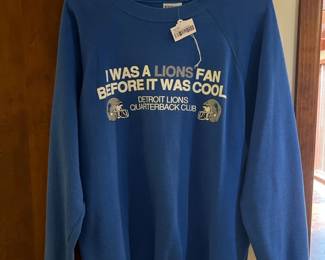 I WAS A LIONS FAN
BEFORE IT WAS COOL
DETROIT LIONS
QUARTERBACK CLUB